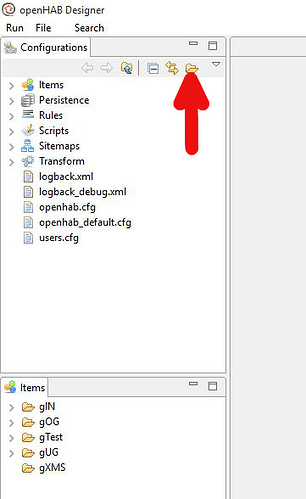 openHAB Designer
Run File Search
Configurations
Items
Persistence
Rules
Scripts
Sitemaps
Transform
logback.xml
logback_debug.xml
openhab.cfg
openhab_default.cfg
users.cfg
Items
gIN
gOG
gTest
gUG
gXMS